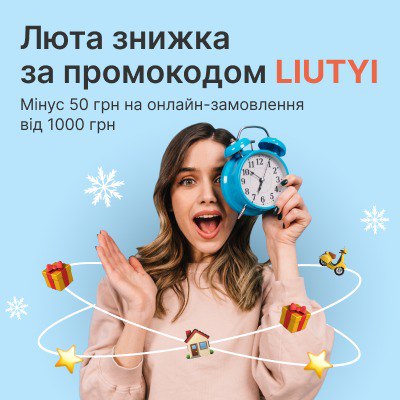 Люта знижка
за промокодом LIUTYI
Мінус 50 грн на онлайн-замовлення
від 1000 грн